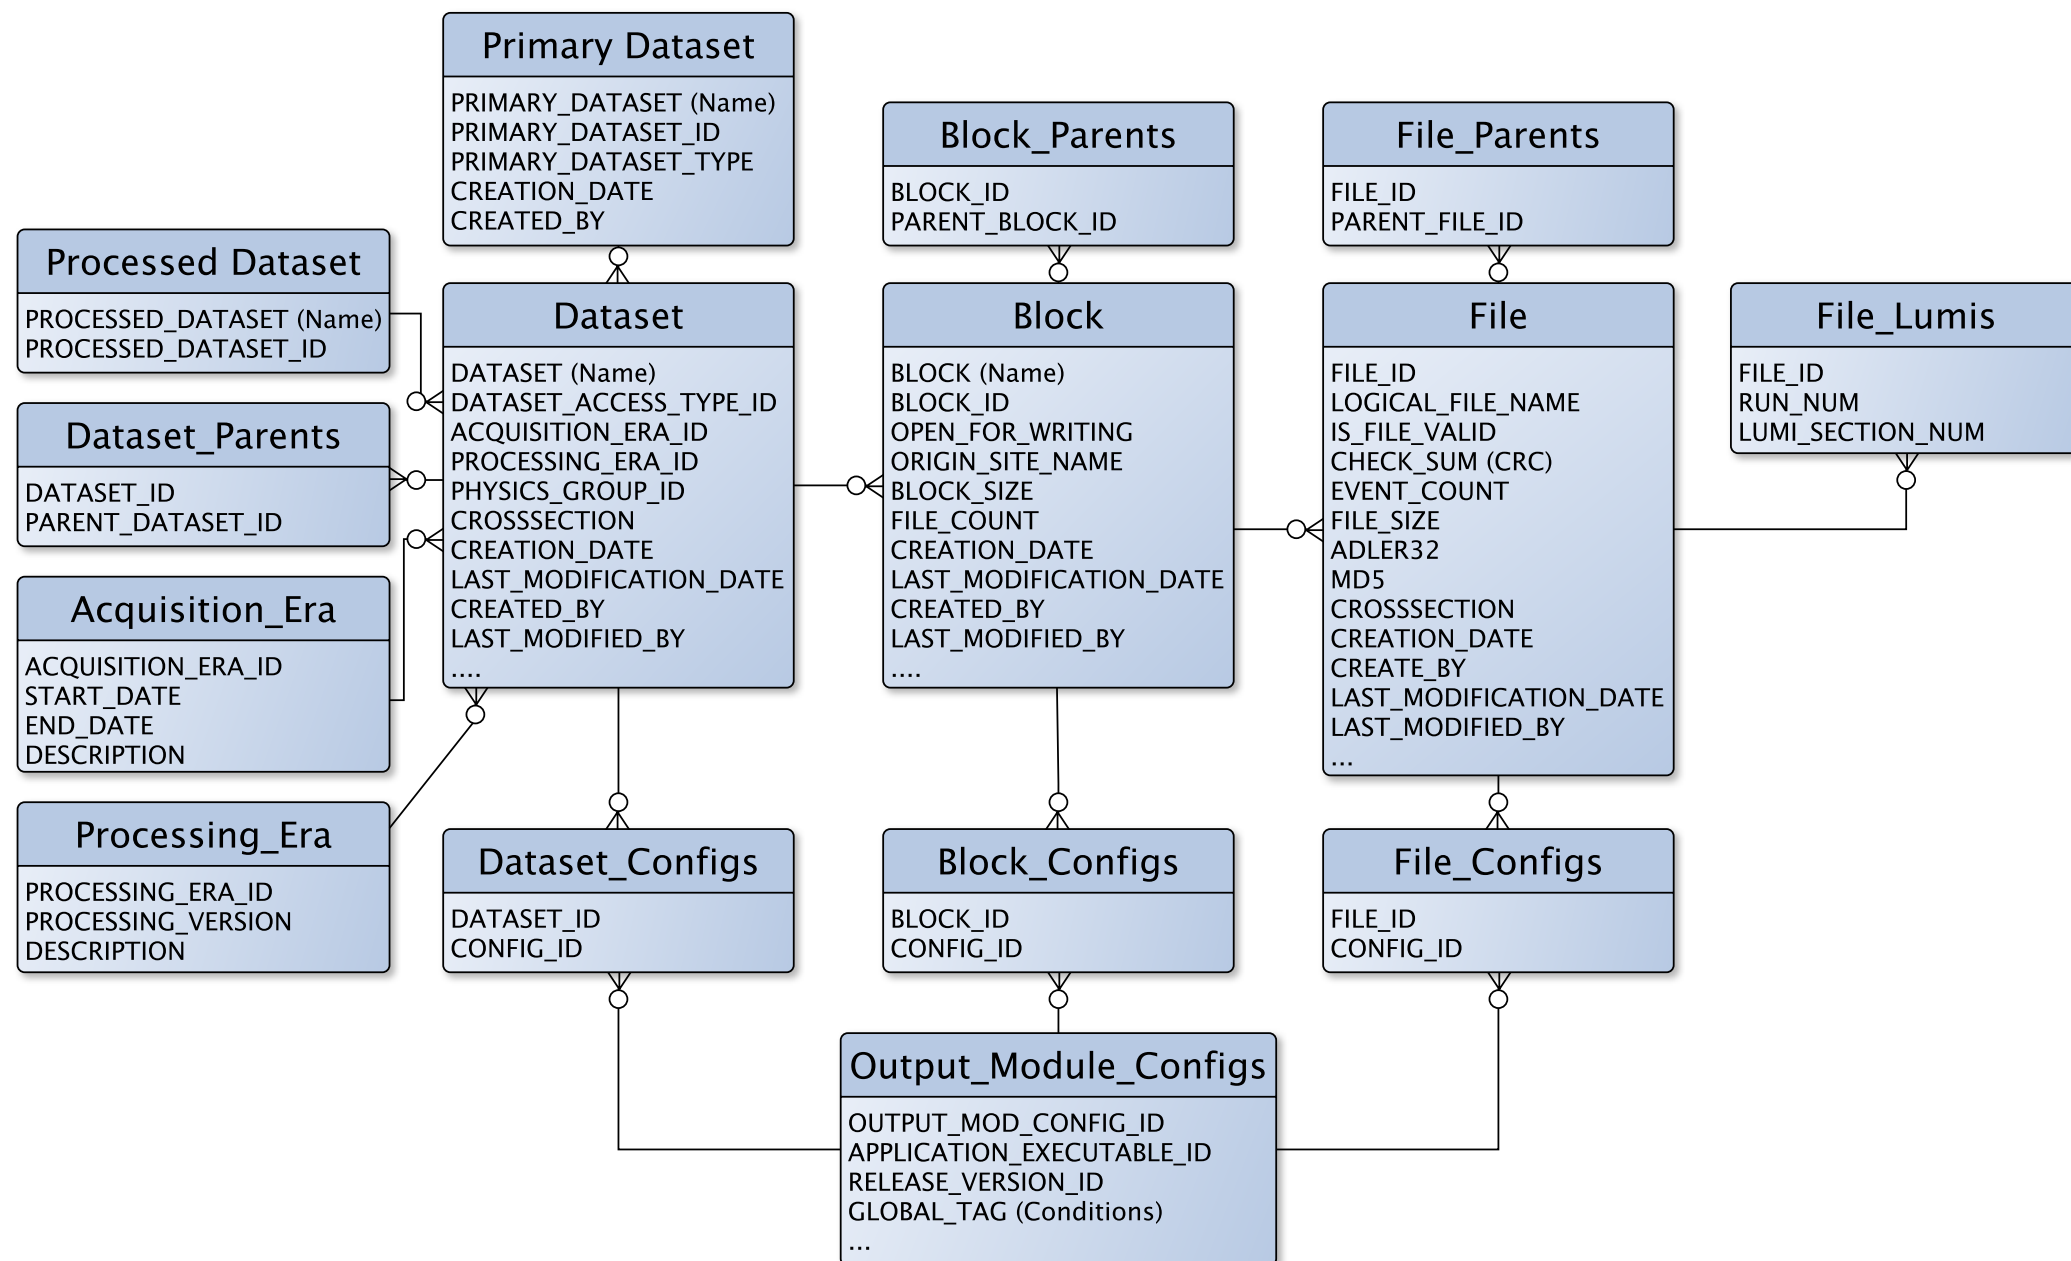 Primary Dataset
PRIMARY_DATASET (Name)
PRIMARY_DATASET_ID
PRIMARY_DATASET_TYPE
CREATION_DATE
CREATED_BY
Block_Parents
BLOCK_ID
PARENT_BLOCK_ID
File_Parents
FILE_ID
PARENT_FILE_ID
Processed Dataset
PROCESSED_DATASET (Name)
PROCESSED_DATASET_ID
Dataset_Parents
DATASET_ID
PARENT_DATASET_ID
Acquisition_Era
ACQUISITION_ERA_ID
START_DATE
END_DATE
DESCRIPTION
Processing_Era
PROCESSING_ERA_ID
PROCESSING_VERSION
DESCRIPTION
Dataset
DATASET (Name)
DATASET_ACCESS_TYPE_ID
ACQUISITION_ERA_ID
PROCESSING_ERA_ID
PHYSICS_GROUP_ID
CROSSSECTION
CREATION_DATE
LAST_MODIFICATION_DATE
CREATED_BY
LAST_MODIFIED_BY
....
Block
BLOCK (Name)
BLOCK_ID
OPEN_FOR_WRITING
ORIGIN_SITE_NAME
BLOCK_SIZE
FILE_COUNT
CREATION_DATE
LAST_MODIFICATION_DATE
CREATED_BY
LAST_MODIFIED_BY
....
File
FILE_ID
LOGICAL_FILE_NAME
IS_FILE_VALID
CHECK_SUM (CRC)
EVENT_COUNT
FILE_SIZE
ADLER32
MD5
CROSSSECTION
CREATION_DATE
CREATE_BY
LAST_MODIFICATION_DATE
LAST_MODIFIED_BY
...
File_Lumis
FILE_ID
RUN_NUM
LUMI_SECTION_NUM
Dataset_Configs
DATASET_ID
CONFIG_ID
Block_Configs
BLOCK_ID
CONFIG_ID
File_Configs
FILE_ID
CONFIG_ID
Output_Module_Configs
OUTPUT_MOD_CONFIG_ID
APPLICATION_EXECUTABLE_ID
RELEASE_VERSION_ID
GLOBAL_TAG (Conditions)
...